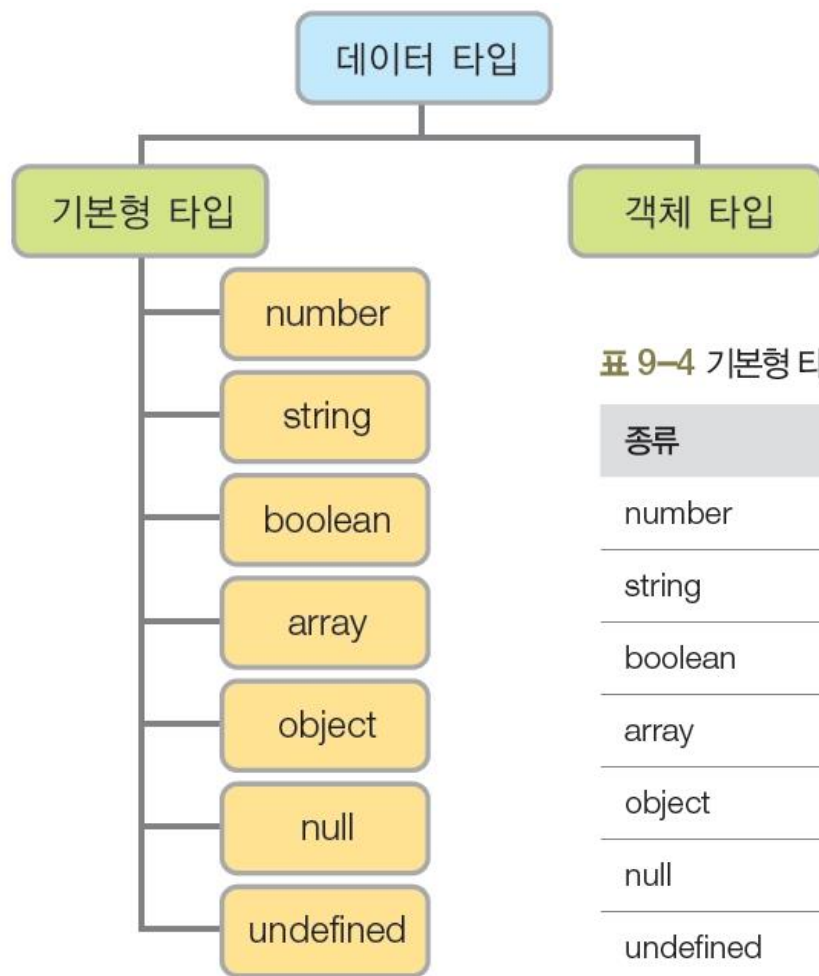 데이터 타입
기본형 타입
객체 타입
number
string
boolean
array
object
null
undefined
표 9-4 기본형
종류
number
string
boolean
array
object
null
undefined